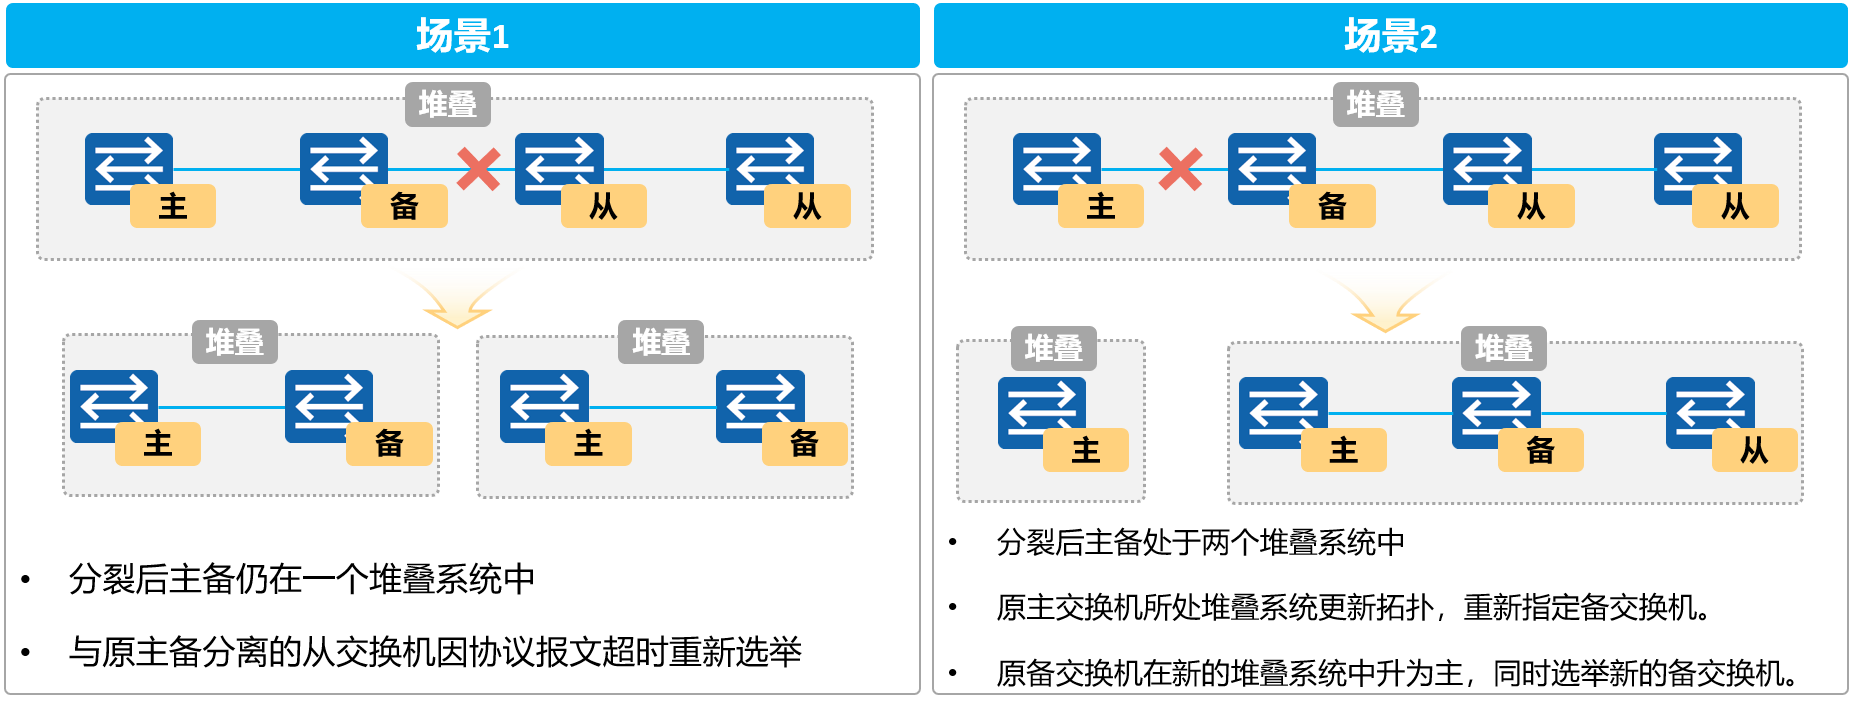 场景1
堆叠
主
备
从
从
堆叠
堆叠
主
备
主
备
• 分裂后主备仍在一个堆叠系统中
• 与原主备分离的从交换机因协议报文超时重新选举
场景2
堆叠
主
备
从
从
堆叠
堆叠
主
主
备
从
• 分裂后主备处于两个堆叠系统中
• 原主交换机所处堆叠系统更新拓扑，重新指定备交换机。
• 原备交换机在新的堆叠系统中升为主，同时选举新的备交换机。